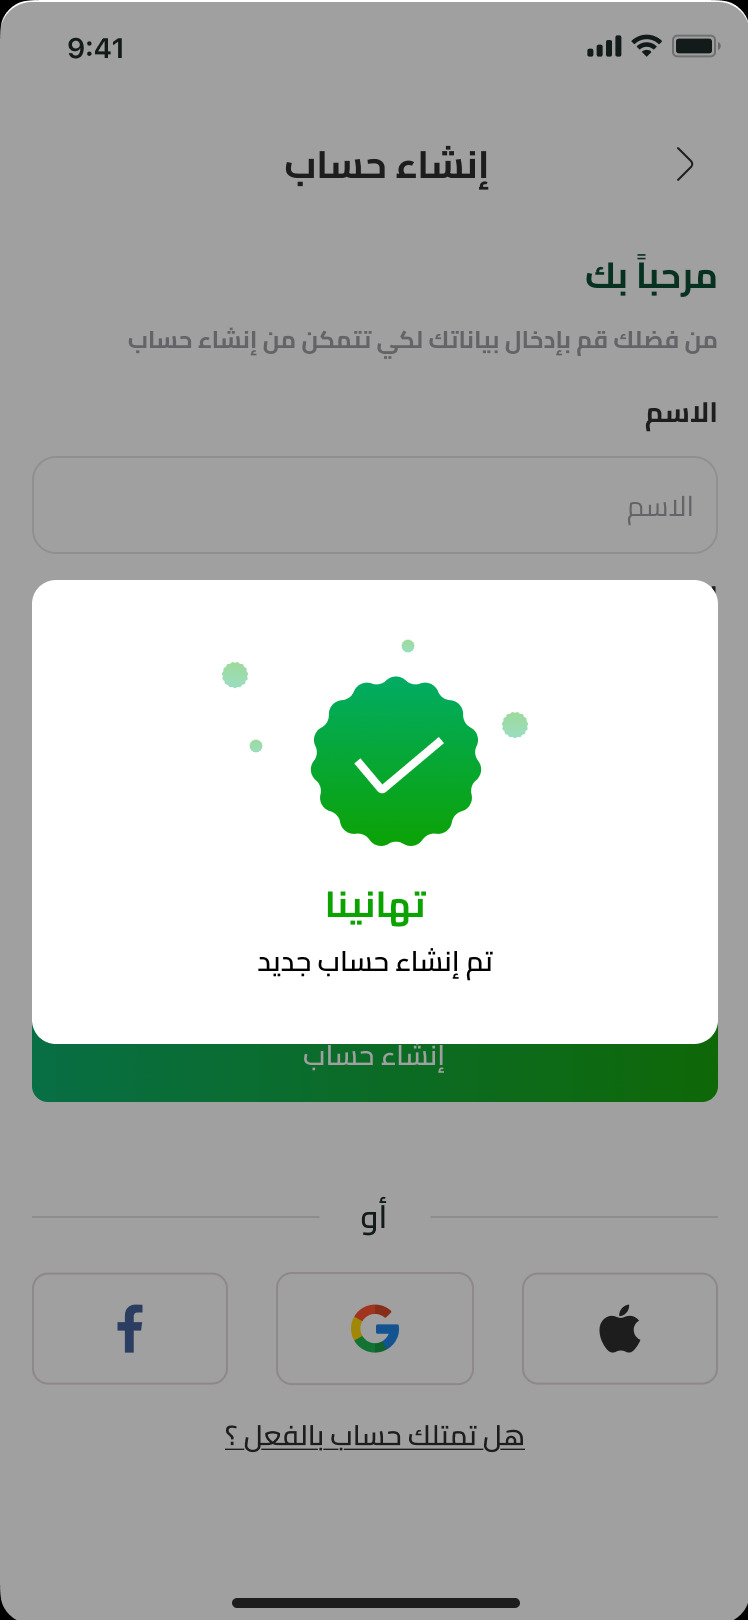 9:41
إنشاء حساب
مرحباً بك
من فضلك قم بإدخال بياناتك لكي تتمكن من إنشاء حساب
الاسم
الاسم
تهانينا
تم إنشاء حساب جديد
إنشاء حساب
أو
هل تمتلك حساب بالفعل ؟